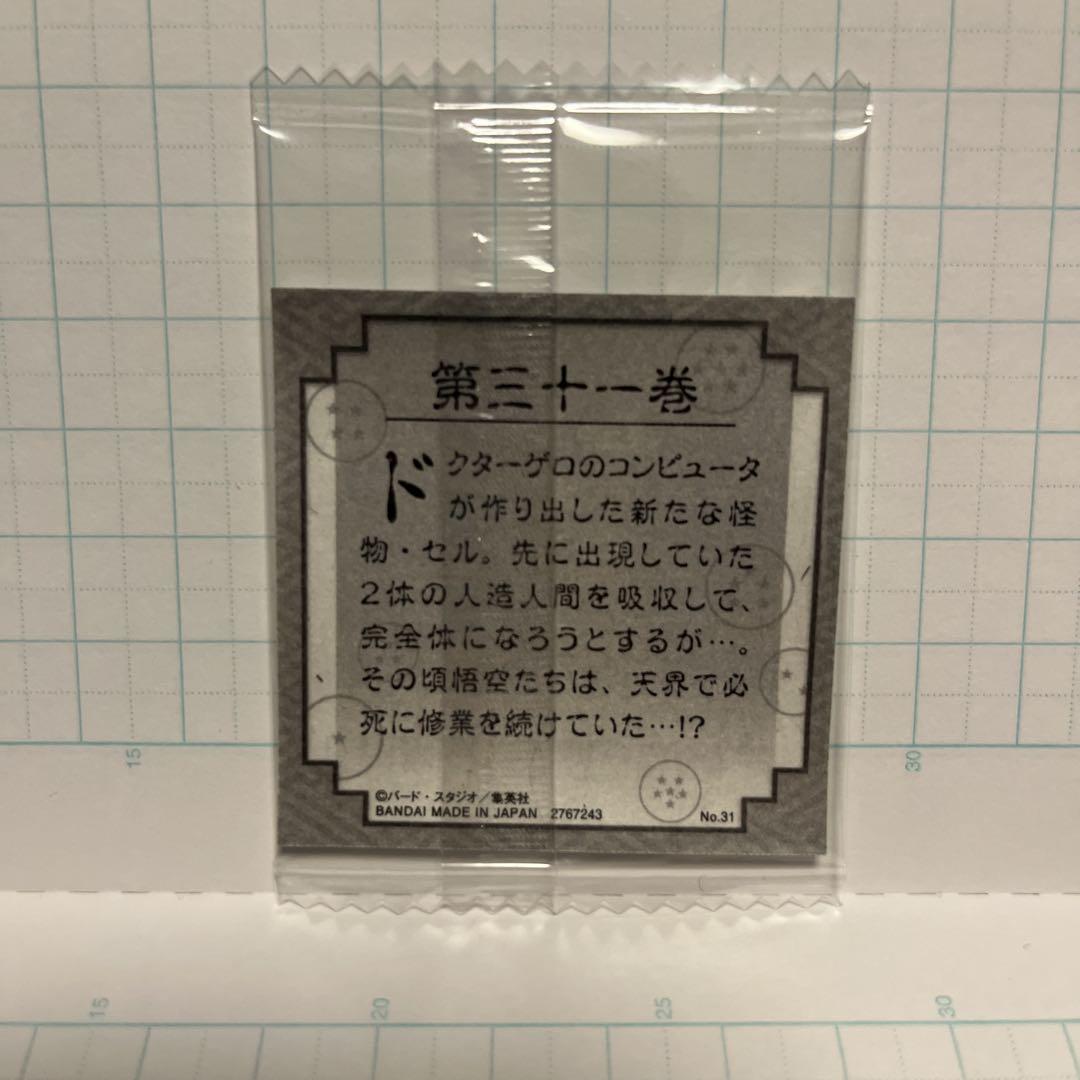 第三十一巻
ドクターゲロのコンピュータ
が作り出した新たな怪
物・セル。先に出現していた
2体の人造人間を吸収して、
完全体になろうとするが…。
その頃悟空たちは、天界で必
死に修業を続けていた…!?
©バード・スタジオ／集英社
BANDAI MADE IN JAPAN 2767243
No.31
15
30
15
20
25
30